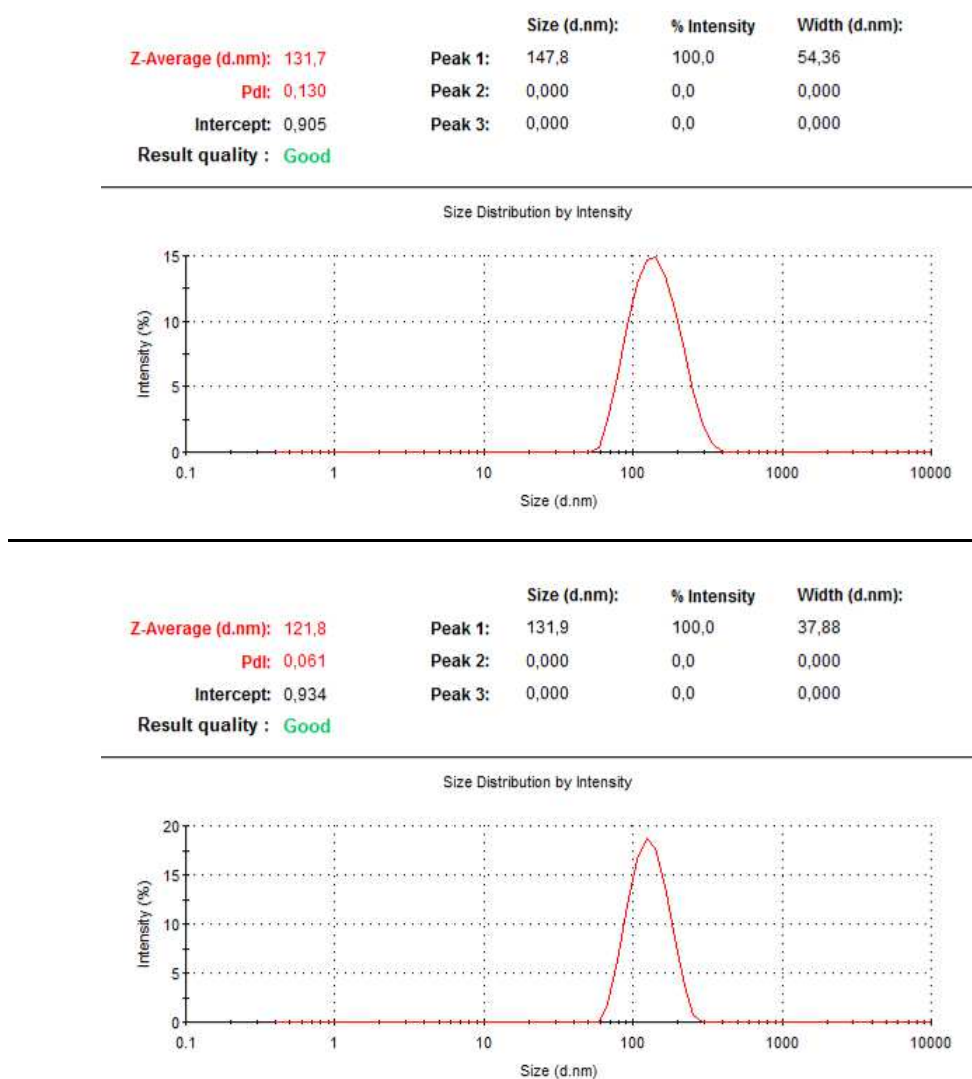 Size (d.nm): % Intensity Width (d.nm):
Z-Average (d.nm): 131,7 Peak 1: 147,8 100,0 54,36
PdI: 0,130 Peak 2: 0,000 0,0 0,000
Intercept: 0,905 Peak 3: 0,000 0,0 0,000
Result quality : Good
Size Distribution by Intensity
15
10
5
0
Intensity (%)
0.1 1 10 100 1000 10000
Size (d.nm)
Size (d.nm): % Intensity Width (d.nm):
Z-Average (d.nm): 121,8 Peak 1: 131,9 100,0 37,88
PdI: 0,061 Peak 2: 0,000 0,0 0,000
Intercept: 0,934 Peak 3: 0,000 0,0 0,000
Result quality : Good
Size Distribution by Intensity
20
15
10
5
0
Intensity (%)
0.1 1 10 100 1000 10000
Size (d.nm)